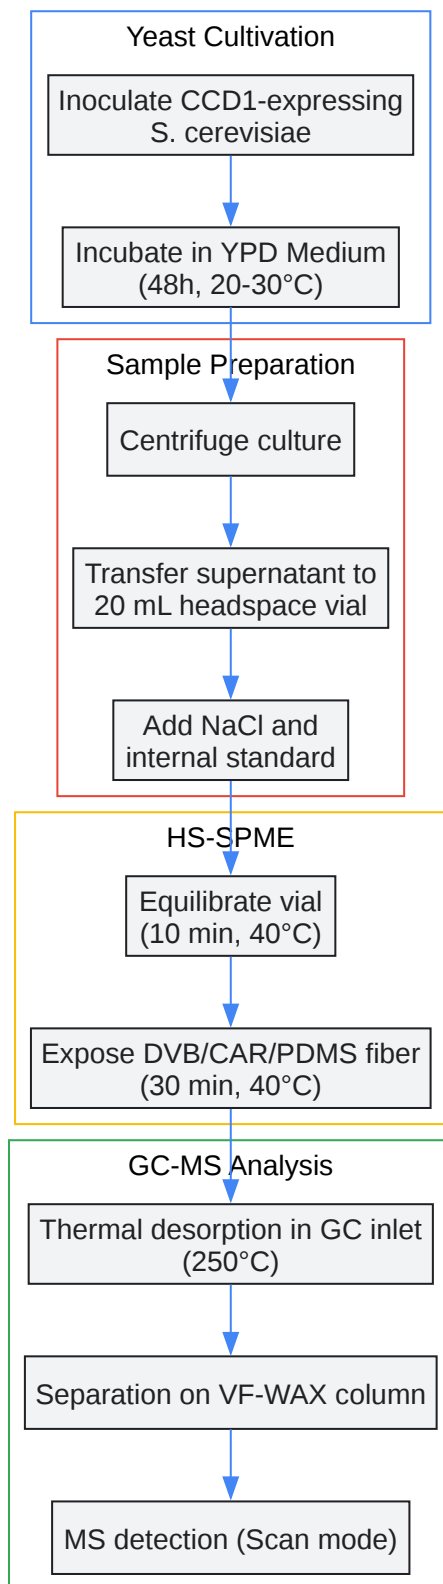 Yeast Cultivation
Inoculate CCD1-expressing
S. cerevisiae
Incubate in YPD Medium
(48h, 20-30°C)
Sample Preparation
Centrifuge culture
Transfer supernatant to
20 mL headspace vial
Add NaCl and
internal standard
HS-SPME
Equilibrate vial
(10 min, 40°C)
Expose DVB/CAR/PDMS fiber
(30 min, 40°C)
GC-MS Analysis
Thermal desorption in GC inlet
(250°C)
Separation on VF-WAX column
MS detection (Scan mode)